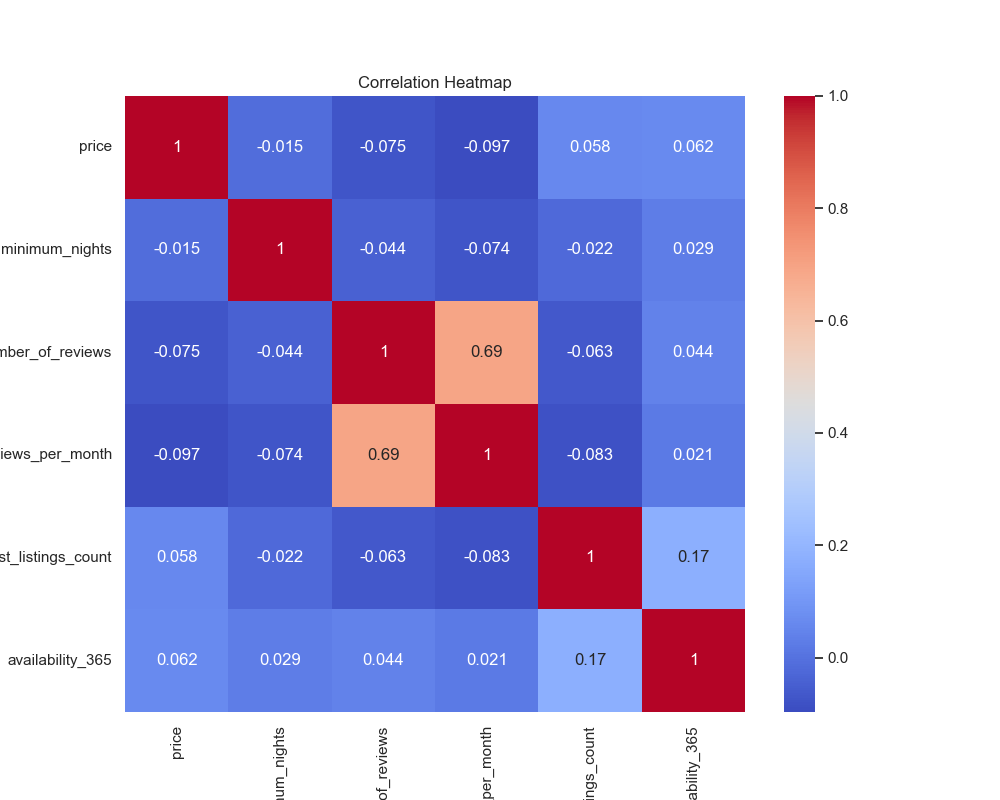 Correlation Heatmap
price 1 -0.015 -0.075 -0.097 0.058 0.062
minimum_nights -0.015 1 -0.044 -0.074 -0.022 0.029
mber_of_reviews -0.075 -0.044 1 0.69 -0.063 0.044
iews_per_month -0.097 -0.074 0.69 1 -0.083 0.021
st_listings_count 0.058 -0.022 -0.063 -0.083 1 0.17
availability_365 0.062 0.029 0.044 0.021 0.17 1
price
num_nights
of_reviews
per_month
ings_count
ability_365
1.0
0.8
0.6
0.4
0.2
0.0